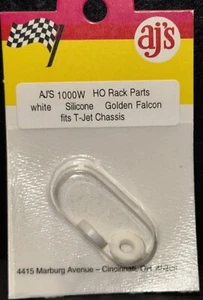 aj's
AJ'S 1000W HO Rack Parts
white Silicone Golden Falcon
fits T-Jet Chassis
4415 Marburg Avenue – Cincinnati, OH